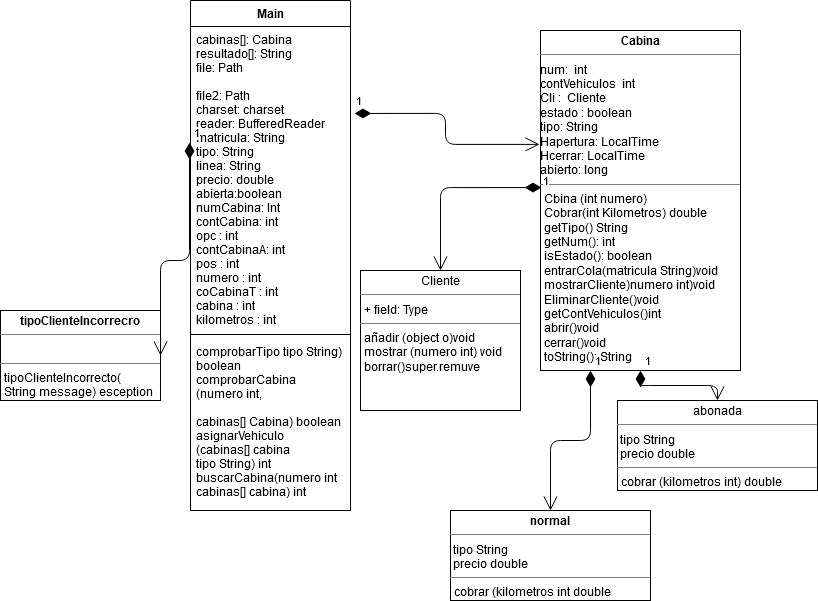 Main
cabinas[]: Cabina
resultado[]: String
file: Path
file2: Path
charset: charset
reader: BufferedReader
matricula: String
tipo: String
linea: String
precio: double
abierta:boolean
numCabina: Int
contCabina: int
opc : int
contCabinaA: int
pos : int
numero : int
coCabinaT : int
cabina : int
kilometros : int
comprobarTipo tipo String)
boolean
comprobarCabina
(numero int,
cabinas[] Cabina) boolean
asignarVehiculo
(cabinas[] cabina
tipo String) int
buscarCabina(numero int
cabinas[] cabina) int
1
1
Cabina
num:  int
contVehiculos  int
Cli :  Cliente
estado : boolean
tipo: String
Hapertura: LocalTime
Hcerrar: LocalTime
abierto: long
1
Cbina (int numero)
Cobrar(int Kilometros) double
getTipo() String
getNum(): int
isEstado(): boolean
entrarCola(matricula String)void
mostrarCliente)numero int)void
EliminarCliente()void
getContVehiculos()int
abrir()void
cerrar()void
toString(): String
1
1
Cliente
+ field: Type
añadir (object o)void
mostrar (numero int) void
borrar()super.remuve
tipoClienteIncorrecro
tipoClienteIncorrecto(
String message) esception
abonada
tipo String
precio double
cobrar (kilometros int) double
normal
tipo String
precio double
cobrar (kilometros int double